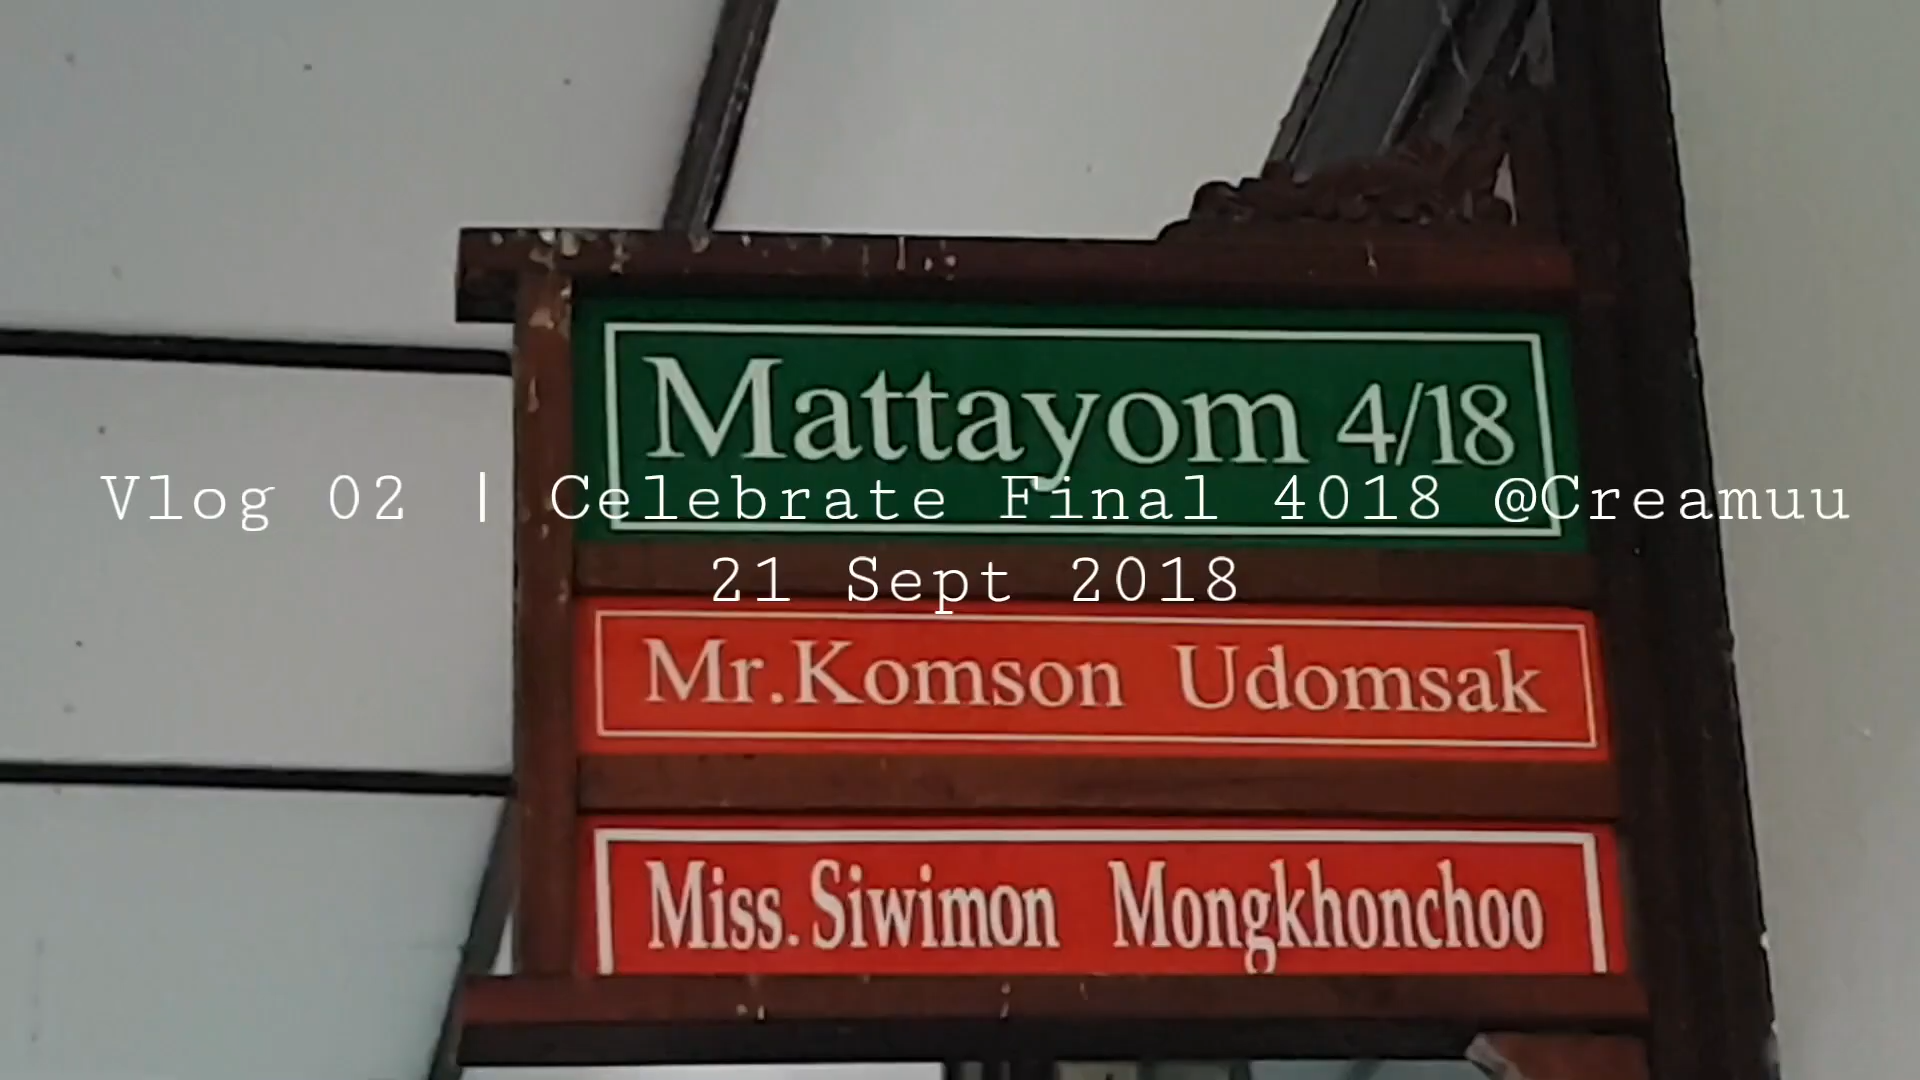 Mattayom 4/18
Vlog 02 | Celebrate Final 4018 @Creamuu
21 Sept 2018
Mr.Komson Udomsak
Miss.Siwimon Mongkhonchoo